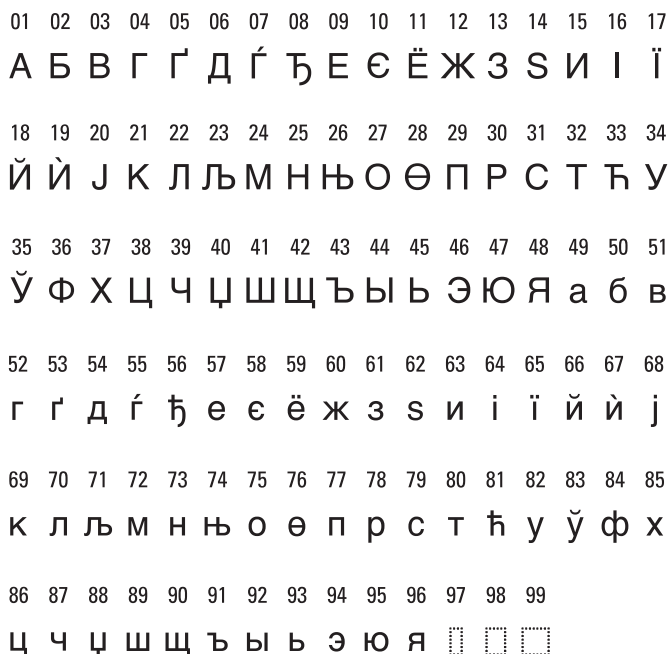 01 02 03 04 05 06 07 08 09 10 11 12 13 14 15 16 17
А Б В Г Ґ Д Ѓ Ђ Е Є Ё Ж З Ѕ И І Ї
18 19 20 21 22 23 24 25 26 27 28 29 30 31 32 33 34
Й Ѝ Ј К Л Љ М Н Њ О Ө П Р С Т Ћ У
35 36 37 38 39 40 41 42 43 44 45 46 47 48 49 50 51
Ў Ф Х Ц Ч Џ Ш Щ Ъ Ы Ь Э Ю Я а б в
52 53 54 55 56 57 58 59 60 61 62 63 64 65 66 67 68
г ґ д ѓ ђ е є ё ж з ѕ и і ї й ѝ ј
69 70 71 72 73 74 75 76 77 78 79 80 81 82 83 84 85
к л љ м н њ о ө п р с т ћ у ў ф х
86 87 88 89 90 91 92 93 94 95 96 97 98 99
ц ч џ ш щ ъ ы ь э ю я